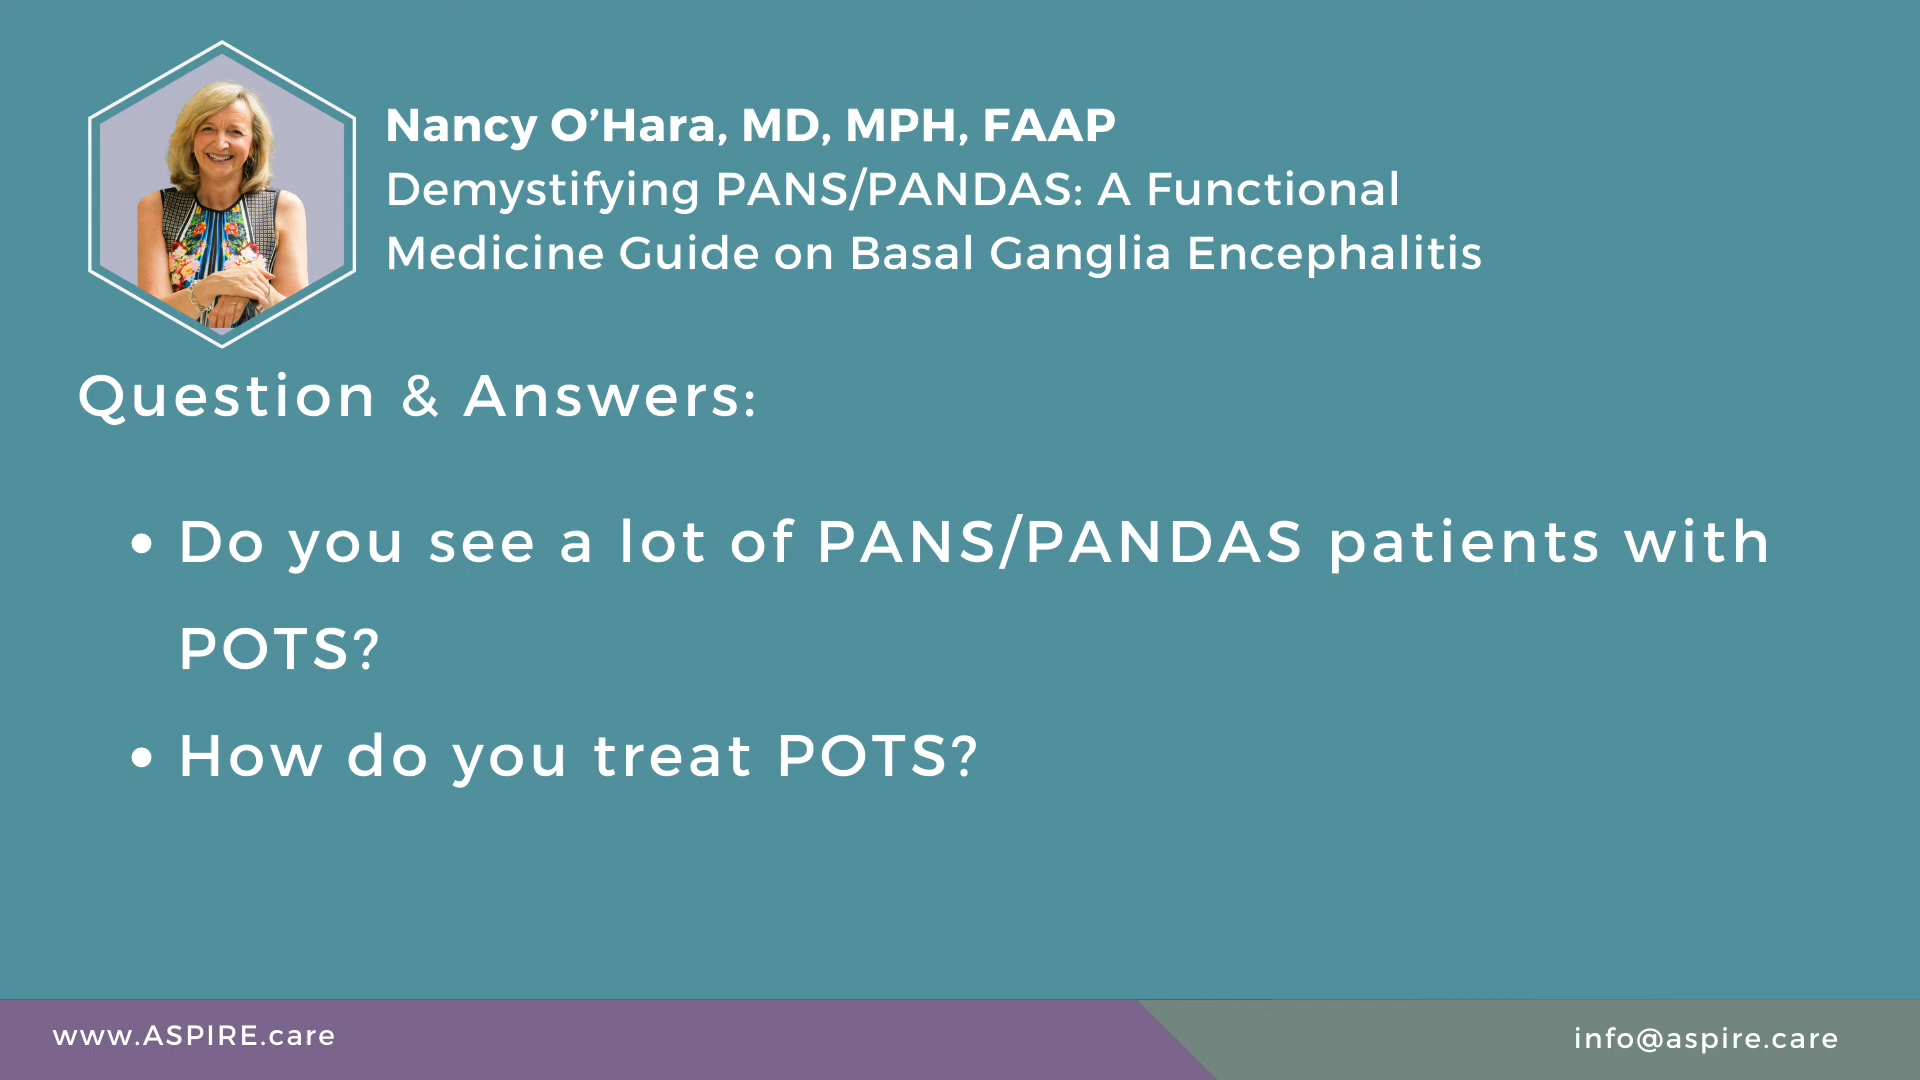 Nancy O’Hara, MD, MPH, FAAP
Demystifying PANS/PANDAS: A Functional
Medicine Guide on Basal Ganglia Encephalitis
Question & Answers:
• Do you see a lot of PANS/PANDAS patients with
POTS?
• How do you treat POTS?
www.ASPIRE.care
info@aspire.care